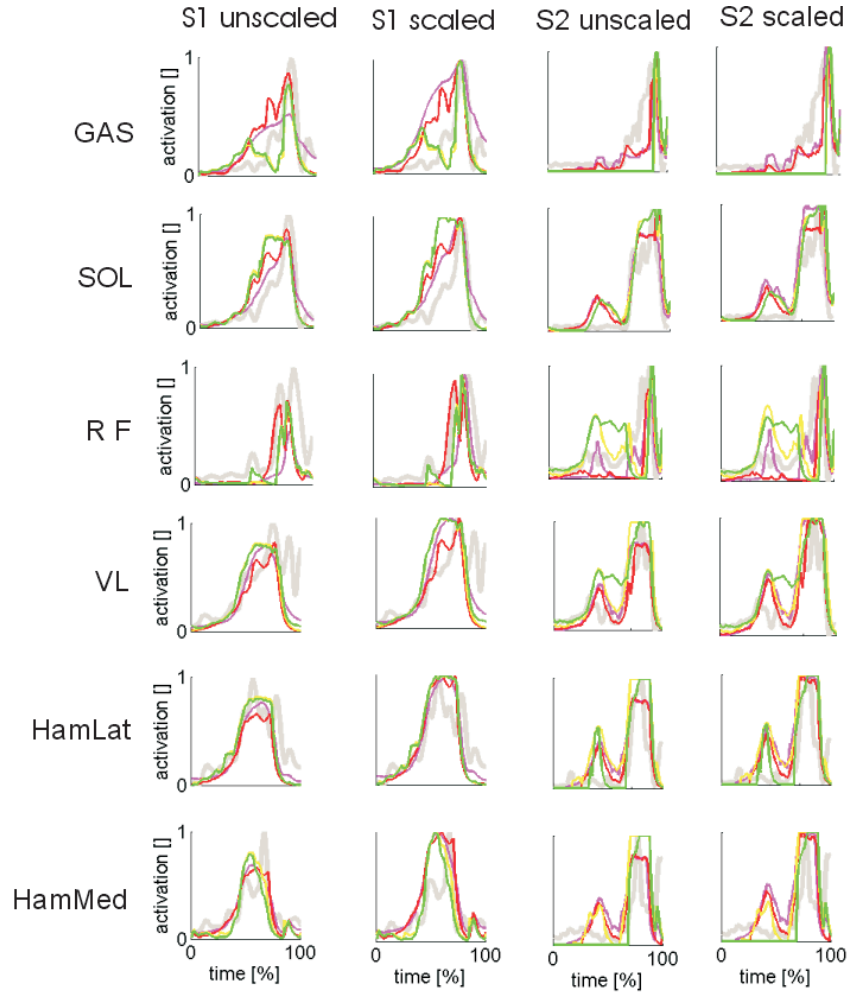 S1 unscaled S1 scaled S2 unscaled S2 scaled
GAS activation [] 1 0
SOL activation [] 1 0
R F activation [] 1 0
VL activation [] 1 0
HamLat activation [] 1 0
HamMed activation [] 1 0
0 100 0 100 0 100 0 100
time [%] time [%] time [%] time [%]